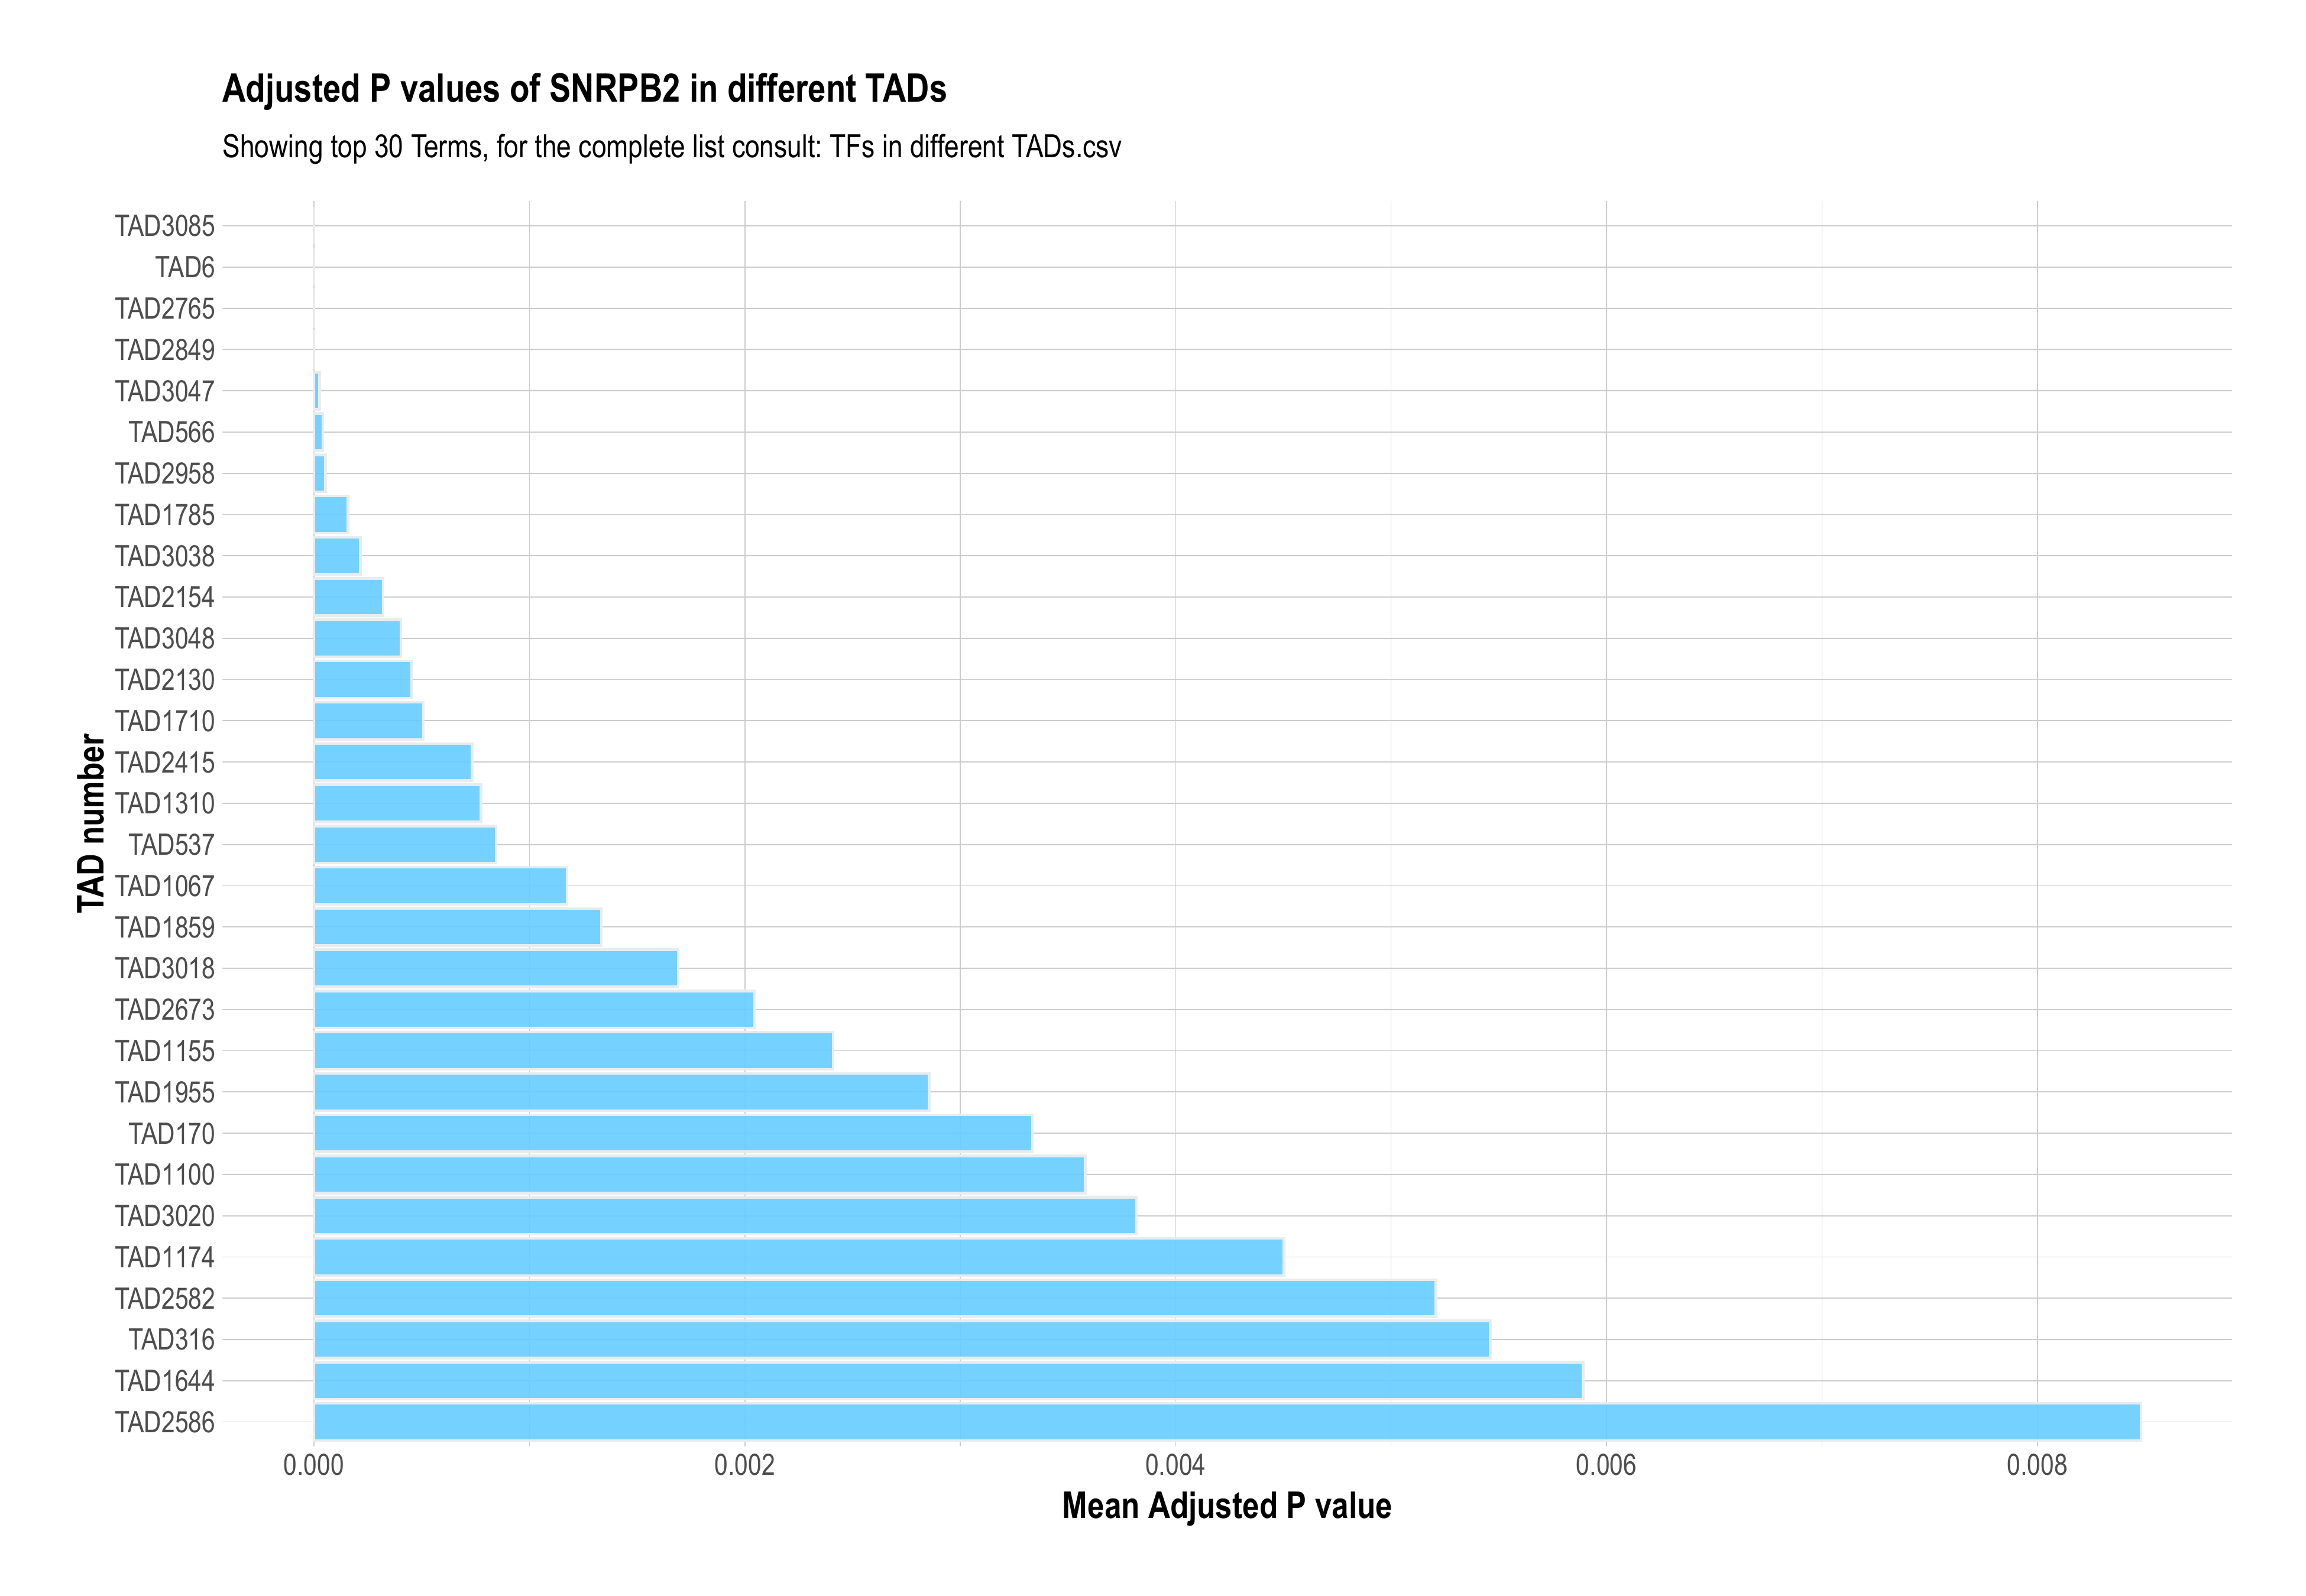 Adjusted P values of SNRPB2 in different TADs
Showing top 30 Terms, for the complete list consult: TFs in different TADs.csv
TAD number
TAD3085
TAD6
TAD2765
TAD2849
TAD3047
TAD566
TAD2958
TAD1785
TAD3038
TAD2154
TAD3048
TAD2130
TAD1710
TAD2415
TAD1310
TAD537
TAD1067
TAD1859
TAD3018
TAD2673
TAD1155
TAD1955
TAD170
TAD1100
TAD3020
TAD1174
TAD2582
TAD316
TAD1644
TAD2586
0.000 0.002 0.004 0.006 0.008
Mean Adjusted P value